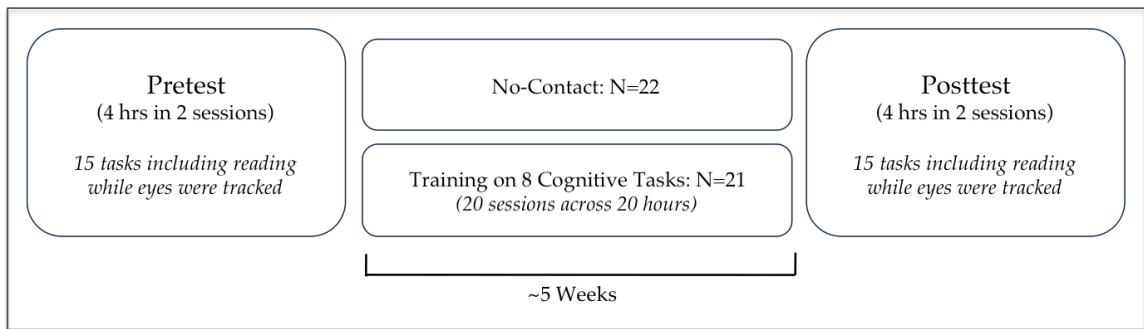 Pretest
(4 hrs in 2 sessions)
15 tasks including reading
while eyes were tracked
No-Contact: N=22
Training on 8 Cognitive Tasks: N=21
(20 sessions across 20 hours)
~5 Weeks
Posttest
(4 hrs in 2 sessions)
15 tasks including reading
while eyes were tracked